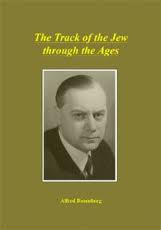 The Track of the Jew
through the Ages
Alfred Rosenberg